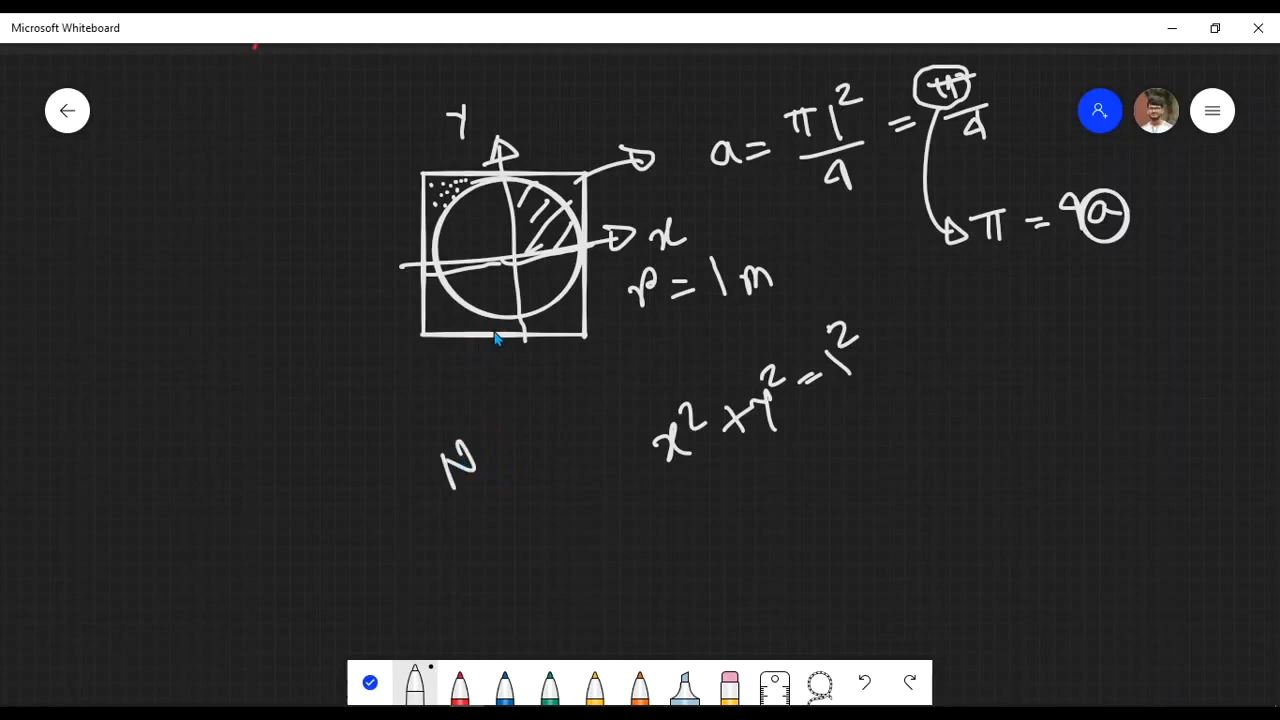 Microsoft Whiteboard
Y
a = π1²/4 = π/4
π = 4a
x
r = 1 m
x² + y² = 1²
N